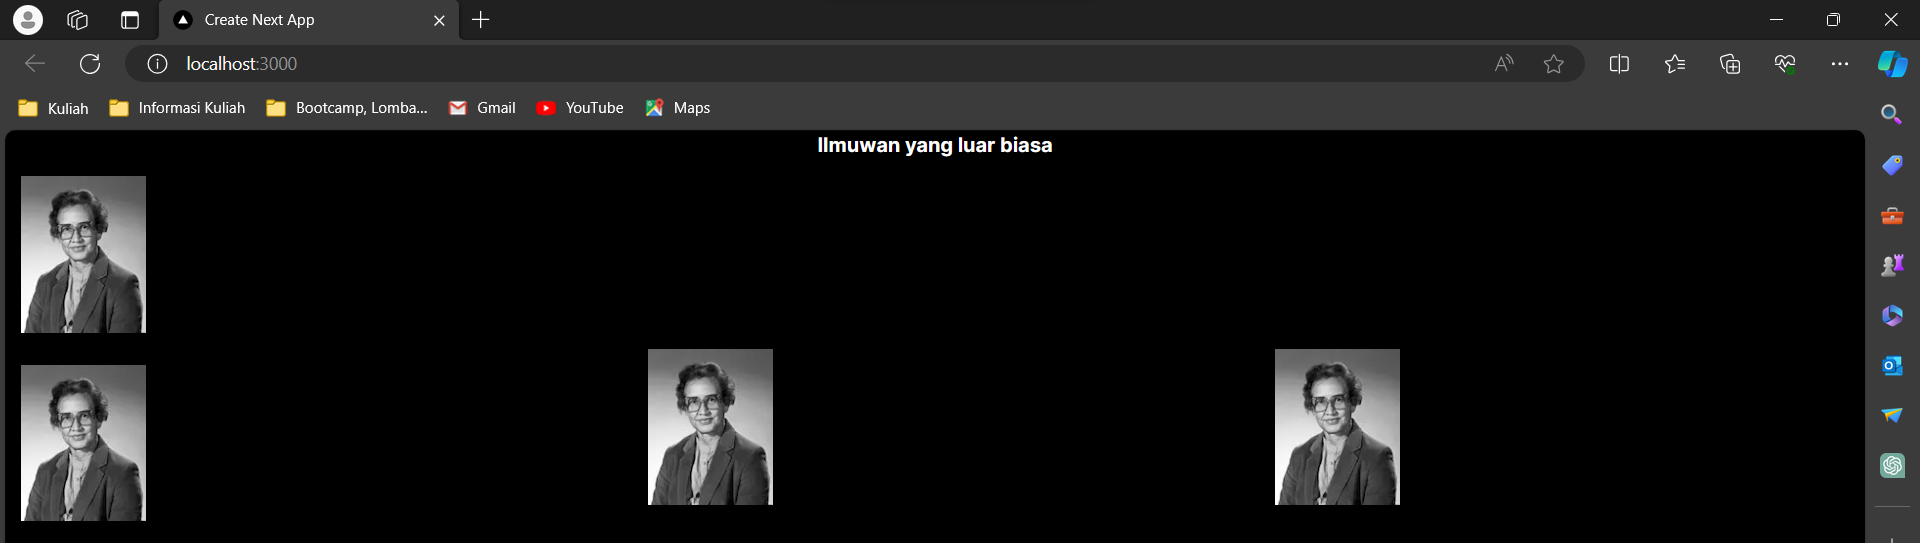 Create Next App
localhost:3000
Kuliah
Informasi Kuliah
Bootcamp, Lomba...
Gmail
YouTube
Maps
Ilmuwan yang luar biasa